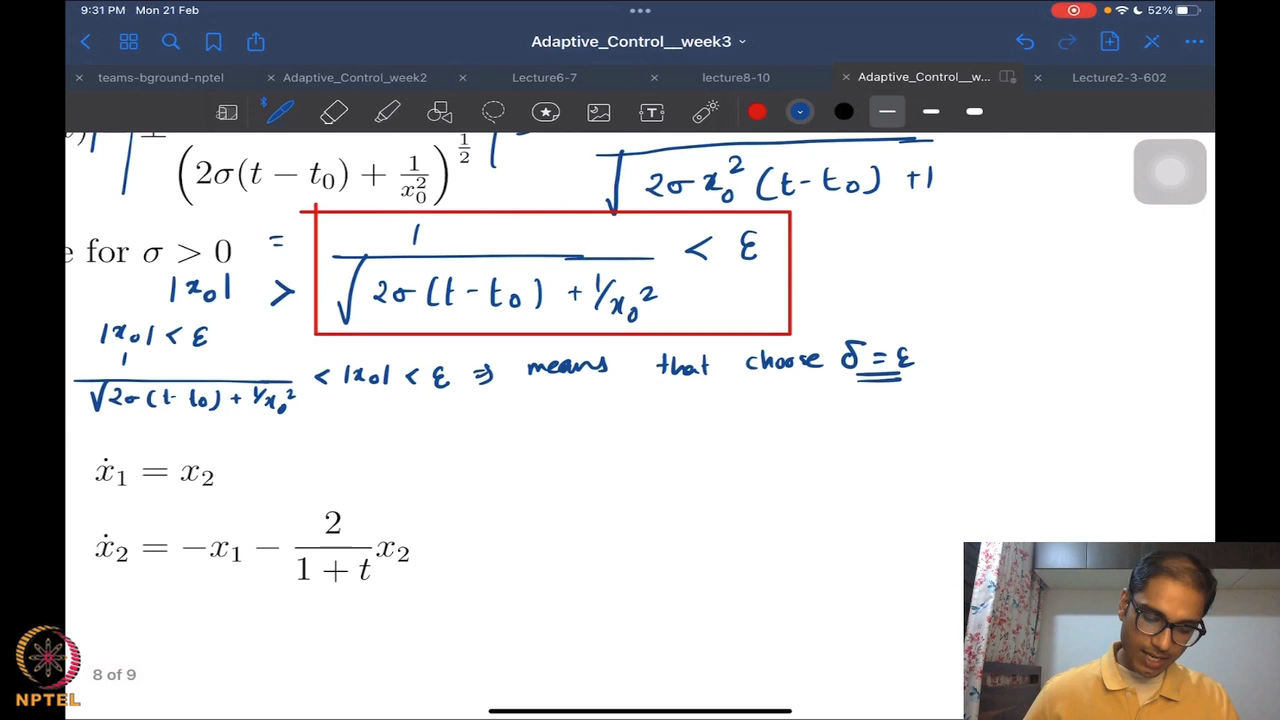 9:31 PM Mon 21 Feb
52%
Adaptive_Control__week3
teams-bground-nptel
Adaptive_Control_week2
Lecture6-7
lecture8-10
Adaptive_Control__w...
Lecture2-3-602
(2σ(t − t₀) + 1/x₀²)^(1/2)
√(2σx₀²(t-t₀) +1
e for σ > 0 = 1/√(2σ(t-t₀) + 1/x₀²) < ε
|x₀| >
|x₀| < ε
1/√(2σ(t-t₀) + 1/x₀²) < |x₀| < ε ⇒ means that choose δ = ε
ẋ₁ = x₂
ẋ₂ = −x₁ − 2/(1 + t) x₂
8 of 9
NPTEL